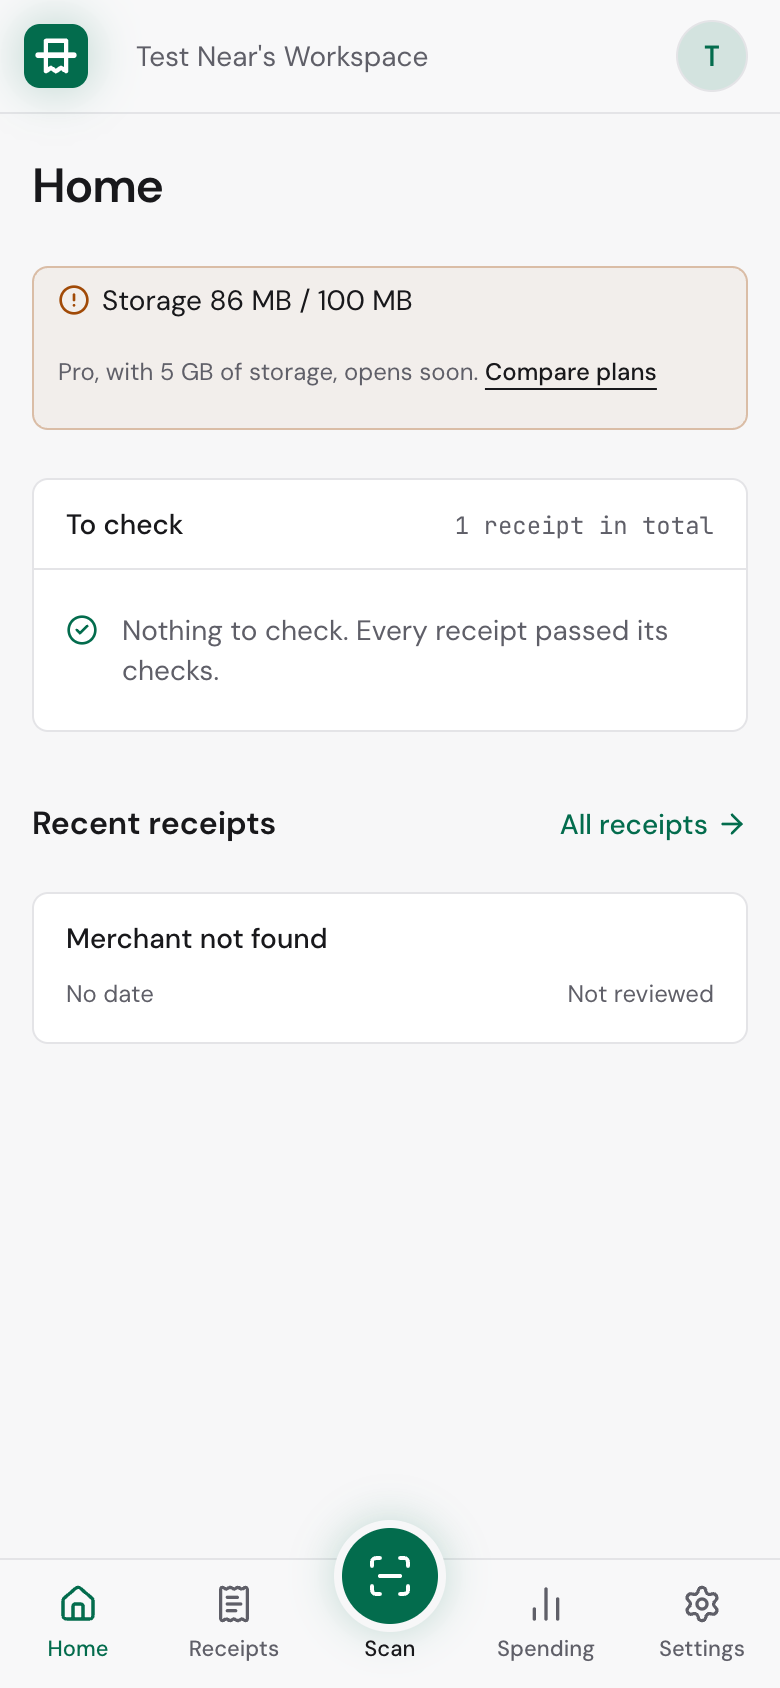 Test Near's Workspace
T
Home
Storage 86 MB / 100 MB
Pro, with 5 GB of storage, opens soon. Compare plans
To check
1 receipt in total
Nothing to check. Every receipt passed its
checks.
Recent receipts
All receipts →
Merchant not found
No date
Not reviewed
Home
Receipts
Scan
Spending
Settings